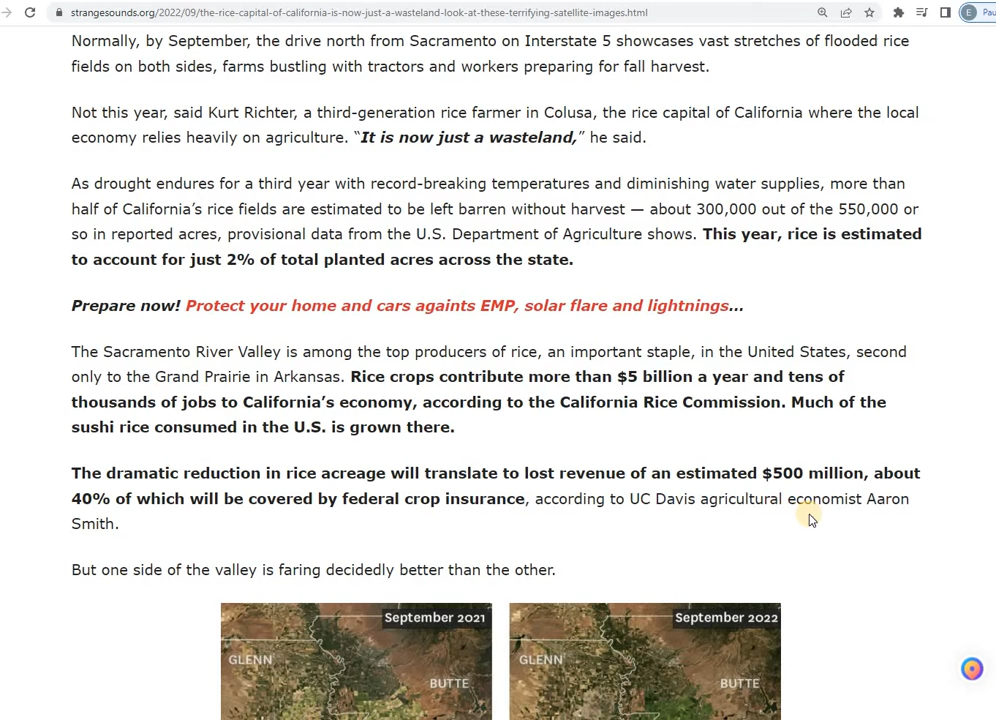 strangesounds.org/2022/09/the-rice-capital-of-california-is-now-just-a-wasteland-look-at-these-terrifying-satellite-images.html
E
Pau
Normally, by September, the drive north from Sacramento on Interstate 5 showcases vast stretches of flooded rice
fields on both sides, farms bustling with tractors and workers preparing for fall harvest.
Not this year, said Kurt Richter, a third-generation rice farmer in Colusa, the rice capital of California where the local
economy relies heavily on agriculture. “It is now just a wasteland,” he said.
As drought endures for a third year with record-breaking temperatures and diminishing water supplies, more than
half of California’s rice fields are estimated to be left barren without harvest — about 300,000 out of the 550,000 or
so in reported acres, provisional data from the U.S. Department of Agriculture shows. This year, rice is estimated
to account for just 2% of total planted acres across the state.
Prepare now! Protect your home and cars againts EMP, solar flare and lightnings...
The Sacramento River Valley is among the top producers of rice, an important staple, in the United States, second
only to the Grand Prairie in Arkansas. Rice crops contribute more than $5 billion a year and tens of
thousands of jobs to California’s economy, according to the California Rice Commission. Much of the
sushi rice consumed in the U.S. is grown there.
The dramatic reduction in rice acreage will translate to lost revenue of an estimated $500 million, about
40% of which will be covered by federal crop insurance, according to UC Davis agricultural economist Aaron
Smith.
But one side of the valley is faring decidedly better than the other.
September 2021
GLENN
BUTTE
September 2022
GLENN
BUTTE